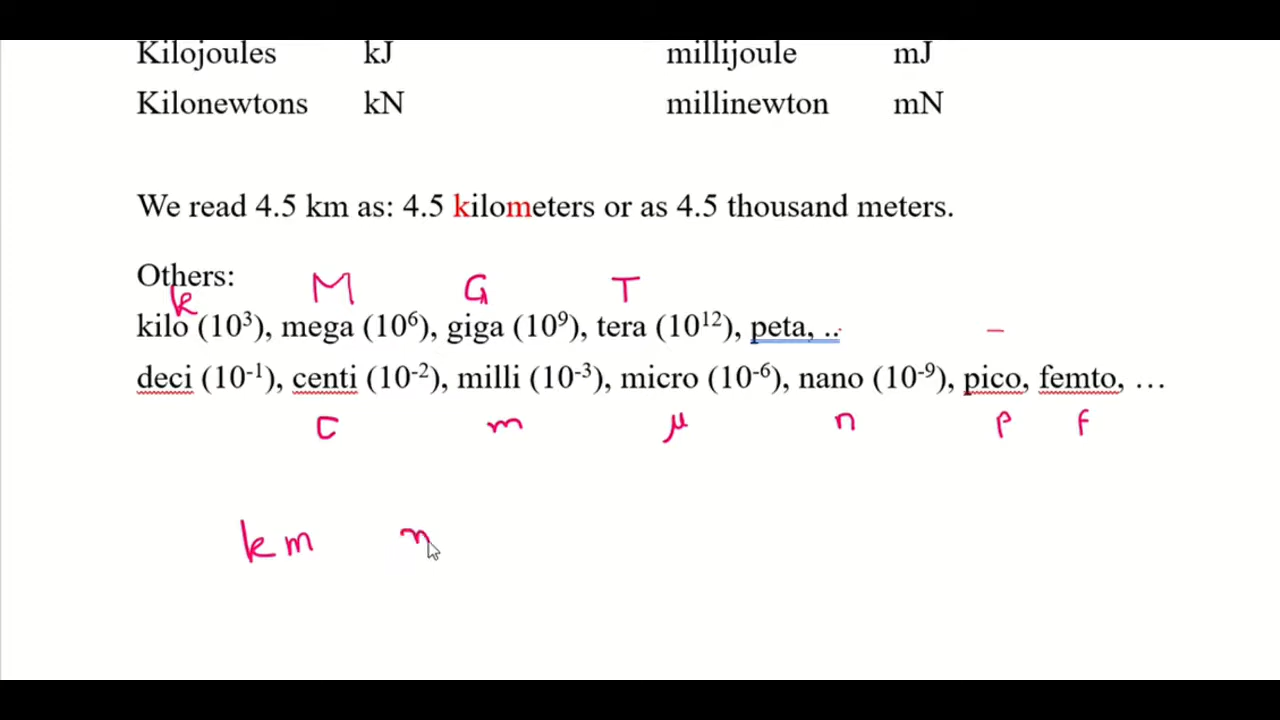 Kilojoules kJ millijoule mJ
Kilonewtons kN millinewton mN
We read 4.5 km as: 4.5 kilometers or as 4.5 thousand meters.
Others:
k M G T
kilo (10³), mega (10⁶), giga (10⁹), tera (10¹²), peta, ..
deci (10⁻¹), centi (10⁻²), milli (10⁻³), micro (10⁻⁶), nano (10⁻⁹), pico, femto, …
c m μ n p f
km